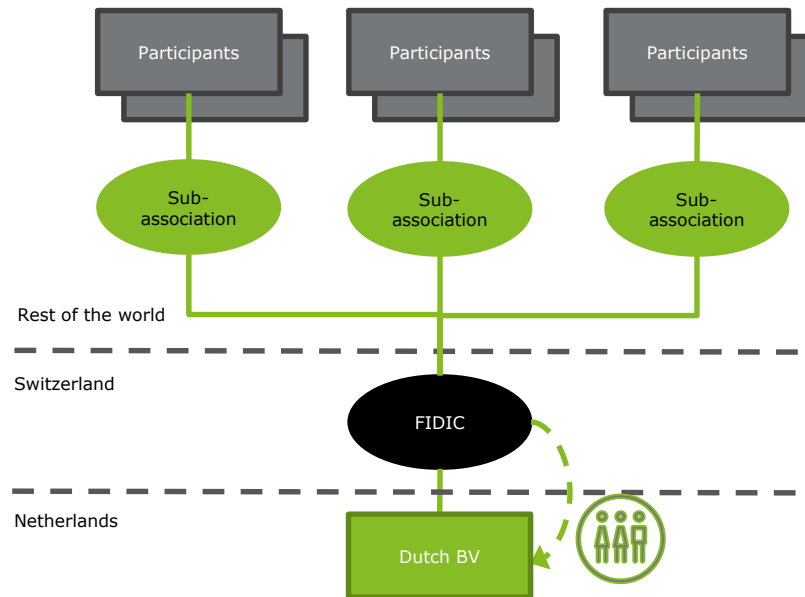 Participants
Participants
Participants
Sub-
association
Sub-
association
Sub-
association
Rest of the world
Switzerland
FIDIC
Netherlands
Dutch BV